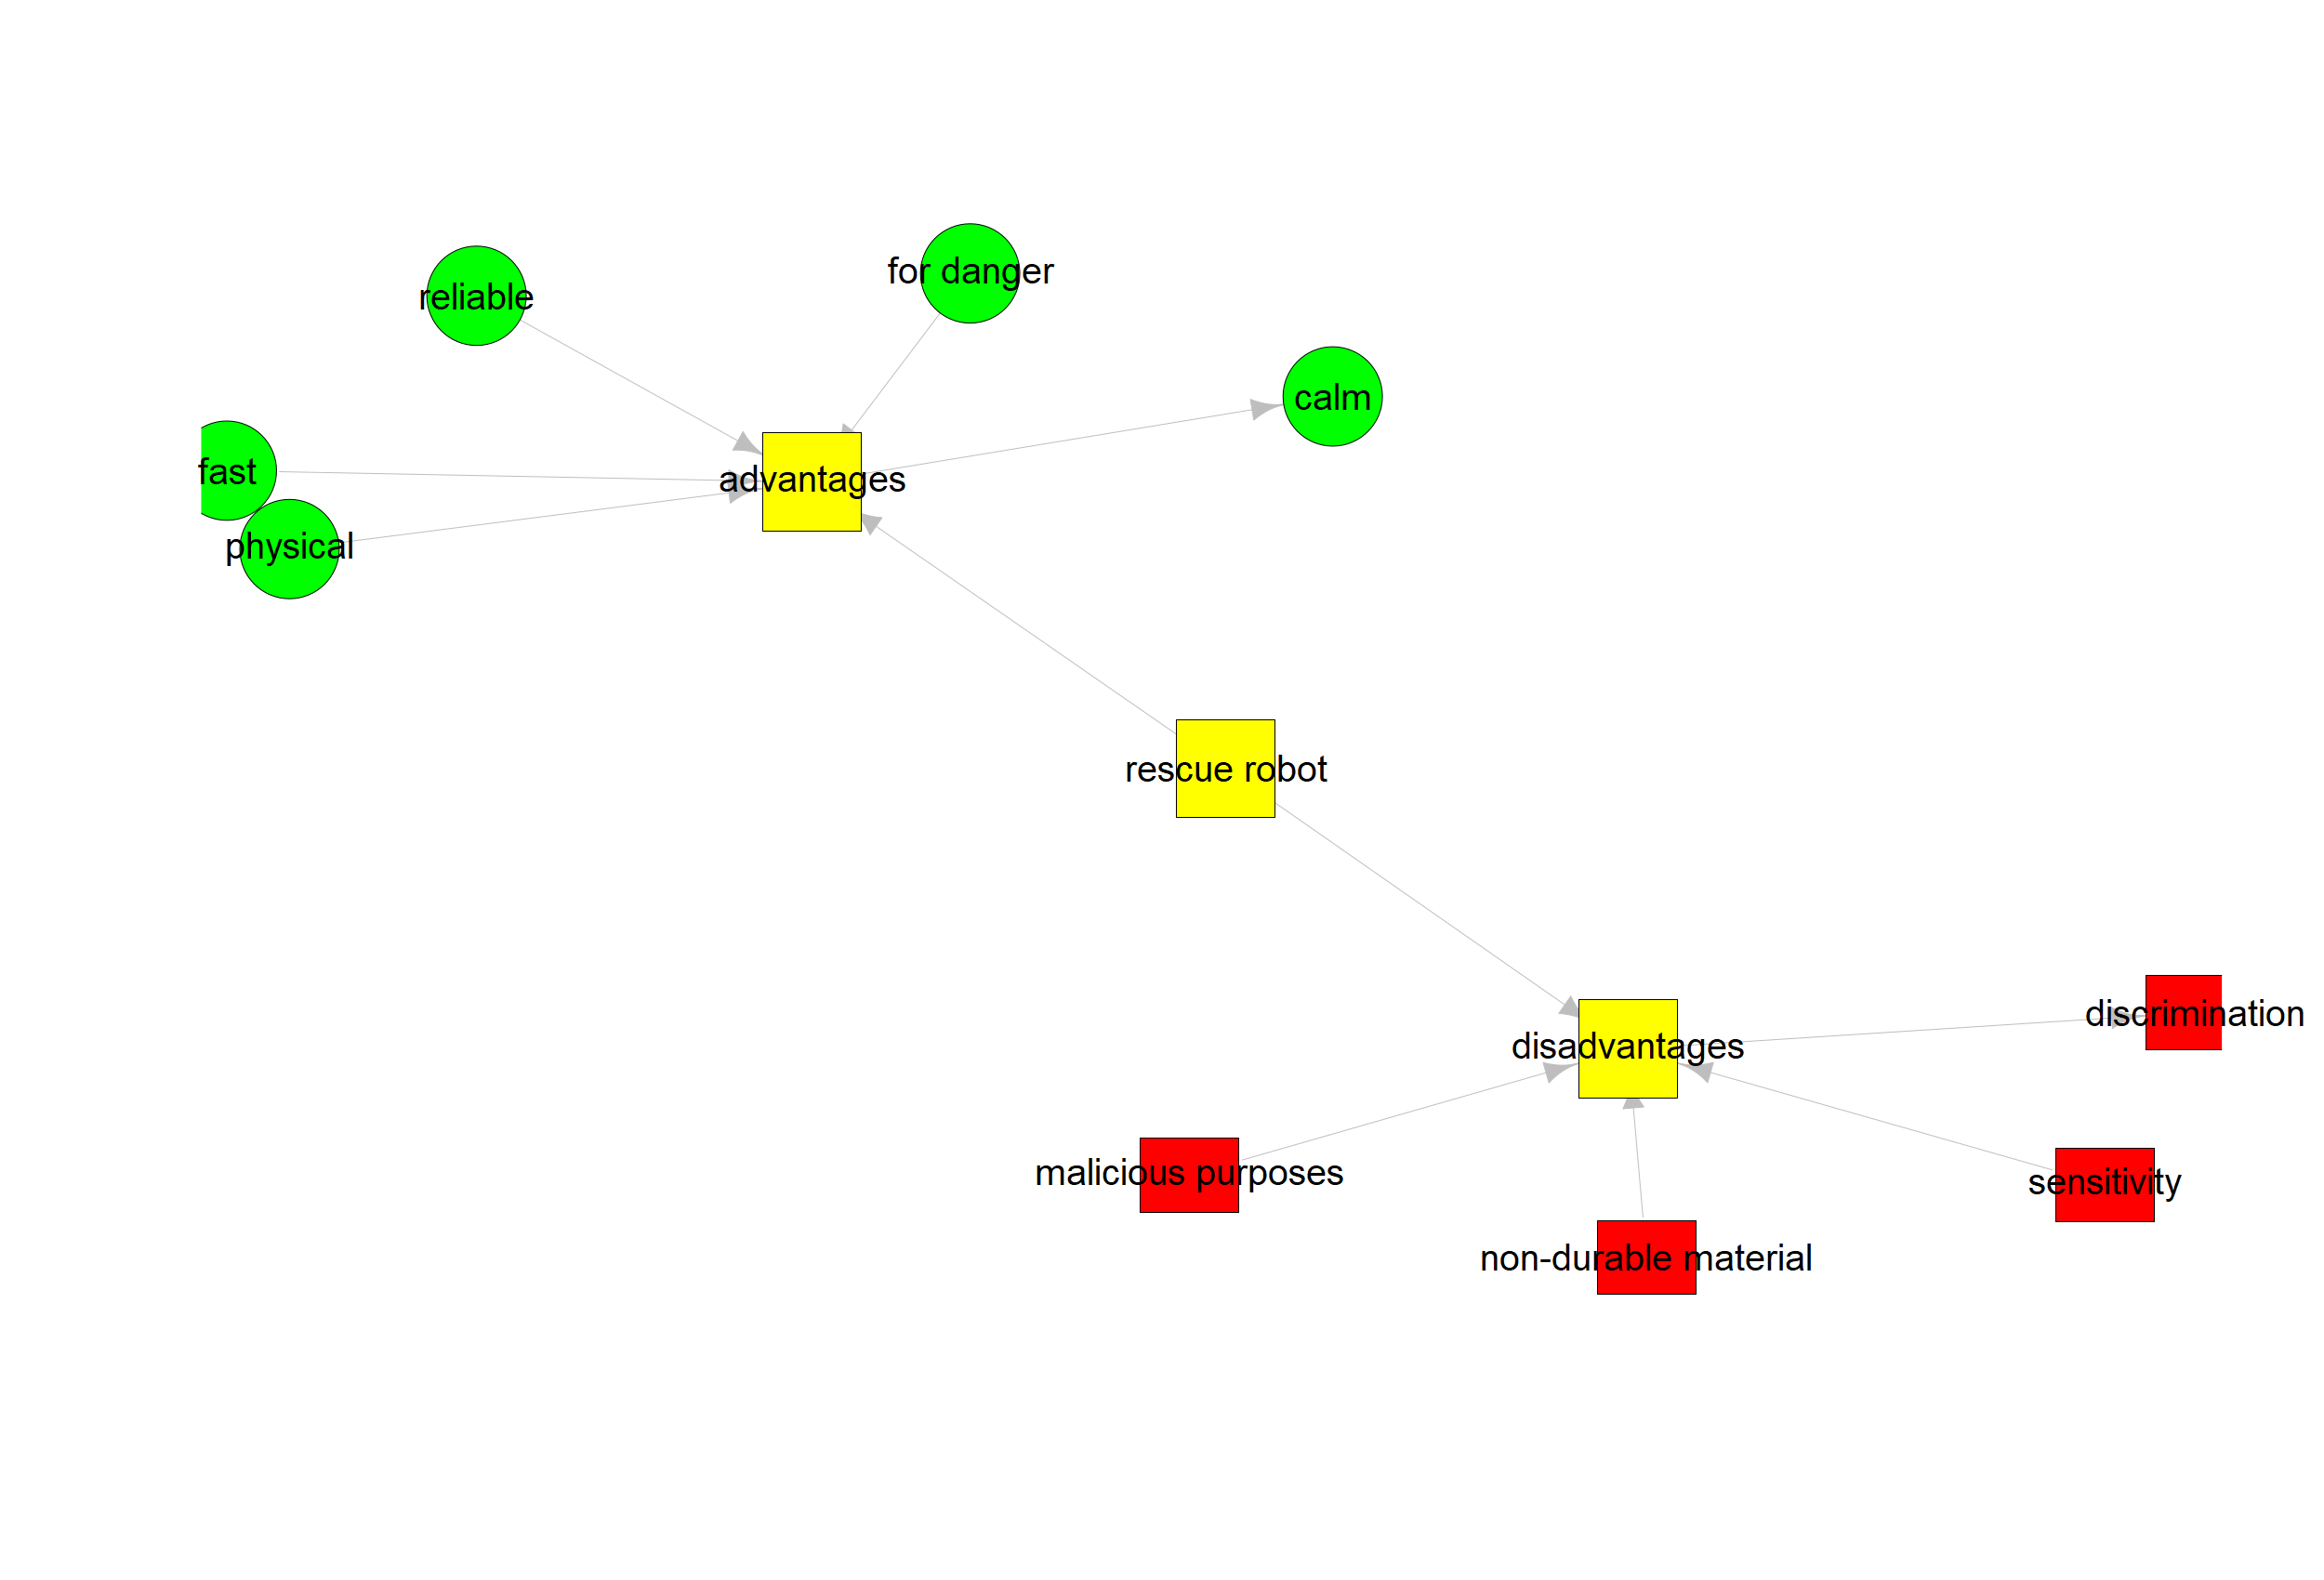 for danger
reliable
calm
fast
advantages
physical
rescue robot
discrimination
disadvantages
malicious purposes
sensitivity
non-durable material